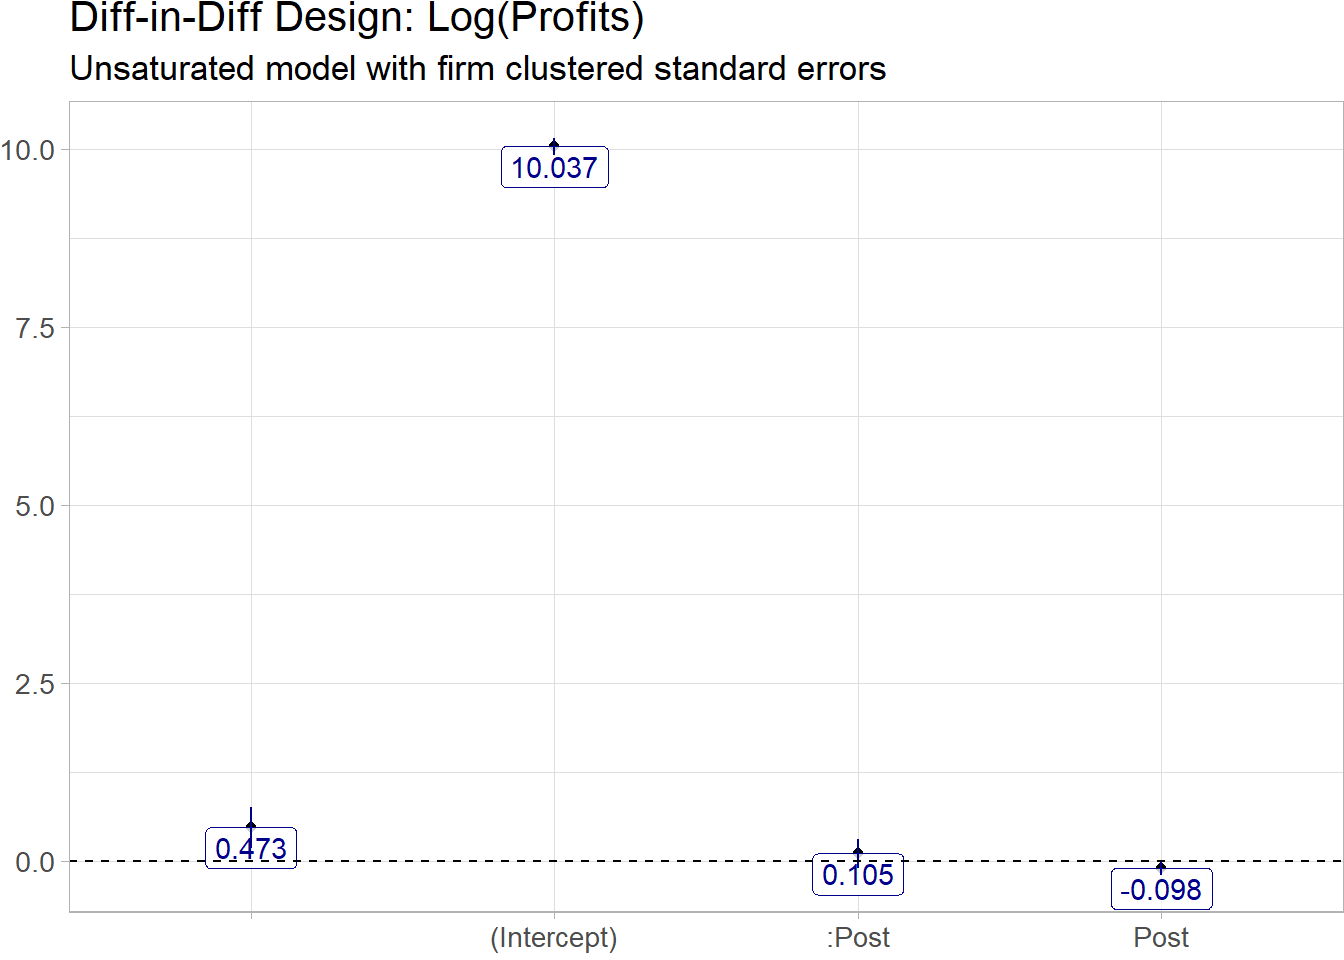 Diff-in-Diff Design: Log(Profits)
Unsaturated model with firm clustered standard errors
10.0
7.5
5.0
2.5
0.0
10.037
0.473
0.105
-0.098
(Intercept)
:Post
Post